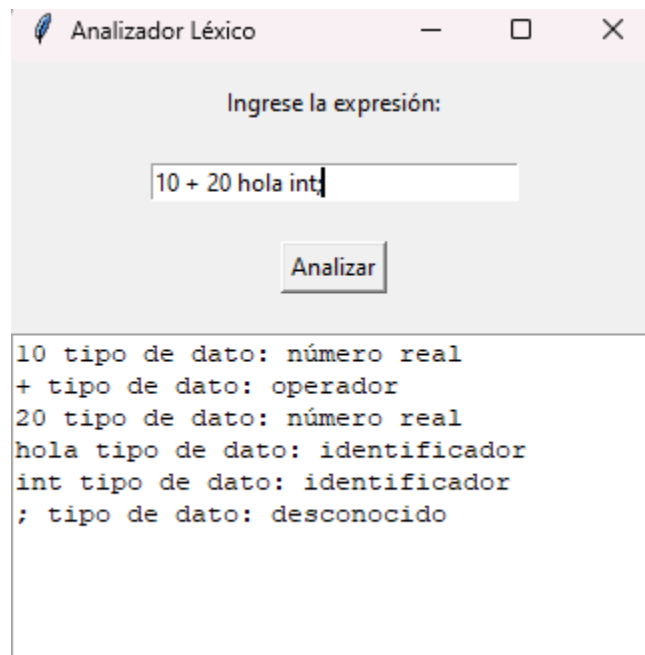 Analizador Léxico
Ingrese la expresión:
10 + 20 hola int;
Analizar
10 tipo de dato: número real
+ tipo de dato: operador
20 tipo de dato: número real
hola tipo de dato: identificador
int tipo de dato: identificador
; tipo de dato: desconocido